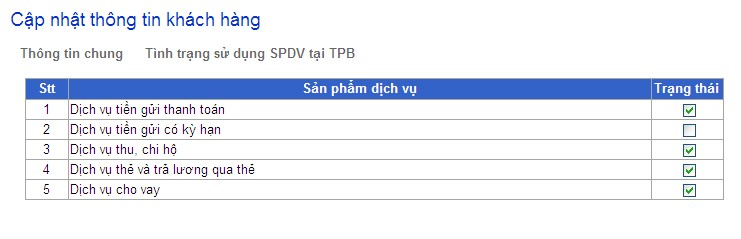 Cập nhật thông tin khách hàng
Thông tin chung Tình trạng sử dụng SPDV tại TPB
Stt Sản phẩm dịch vụ Trạng thái
1 Dịch vụ tiền gửi thanh toán
2 Dịch vụ tiền gửi có kỳ hạn
3 Dịch vụ thu, chi hộ
4 Dịch vụ thẻ và trả lương qua thẻ
5 Dịch vụ cho vay